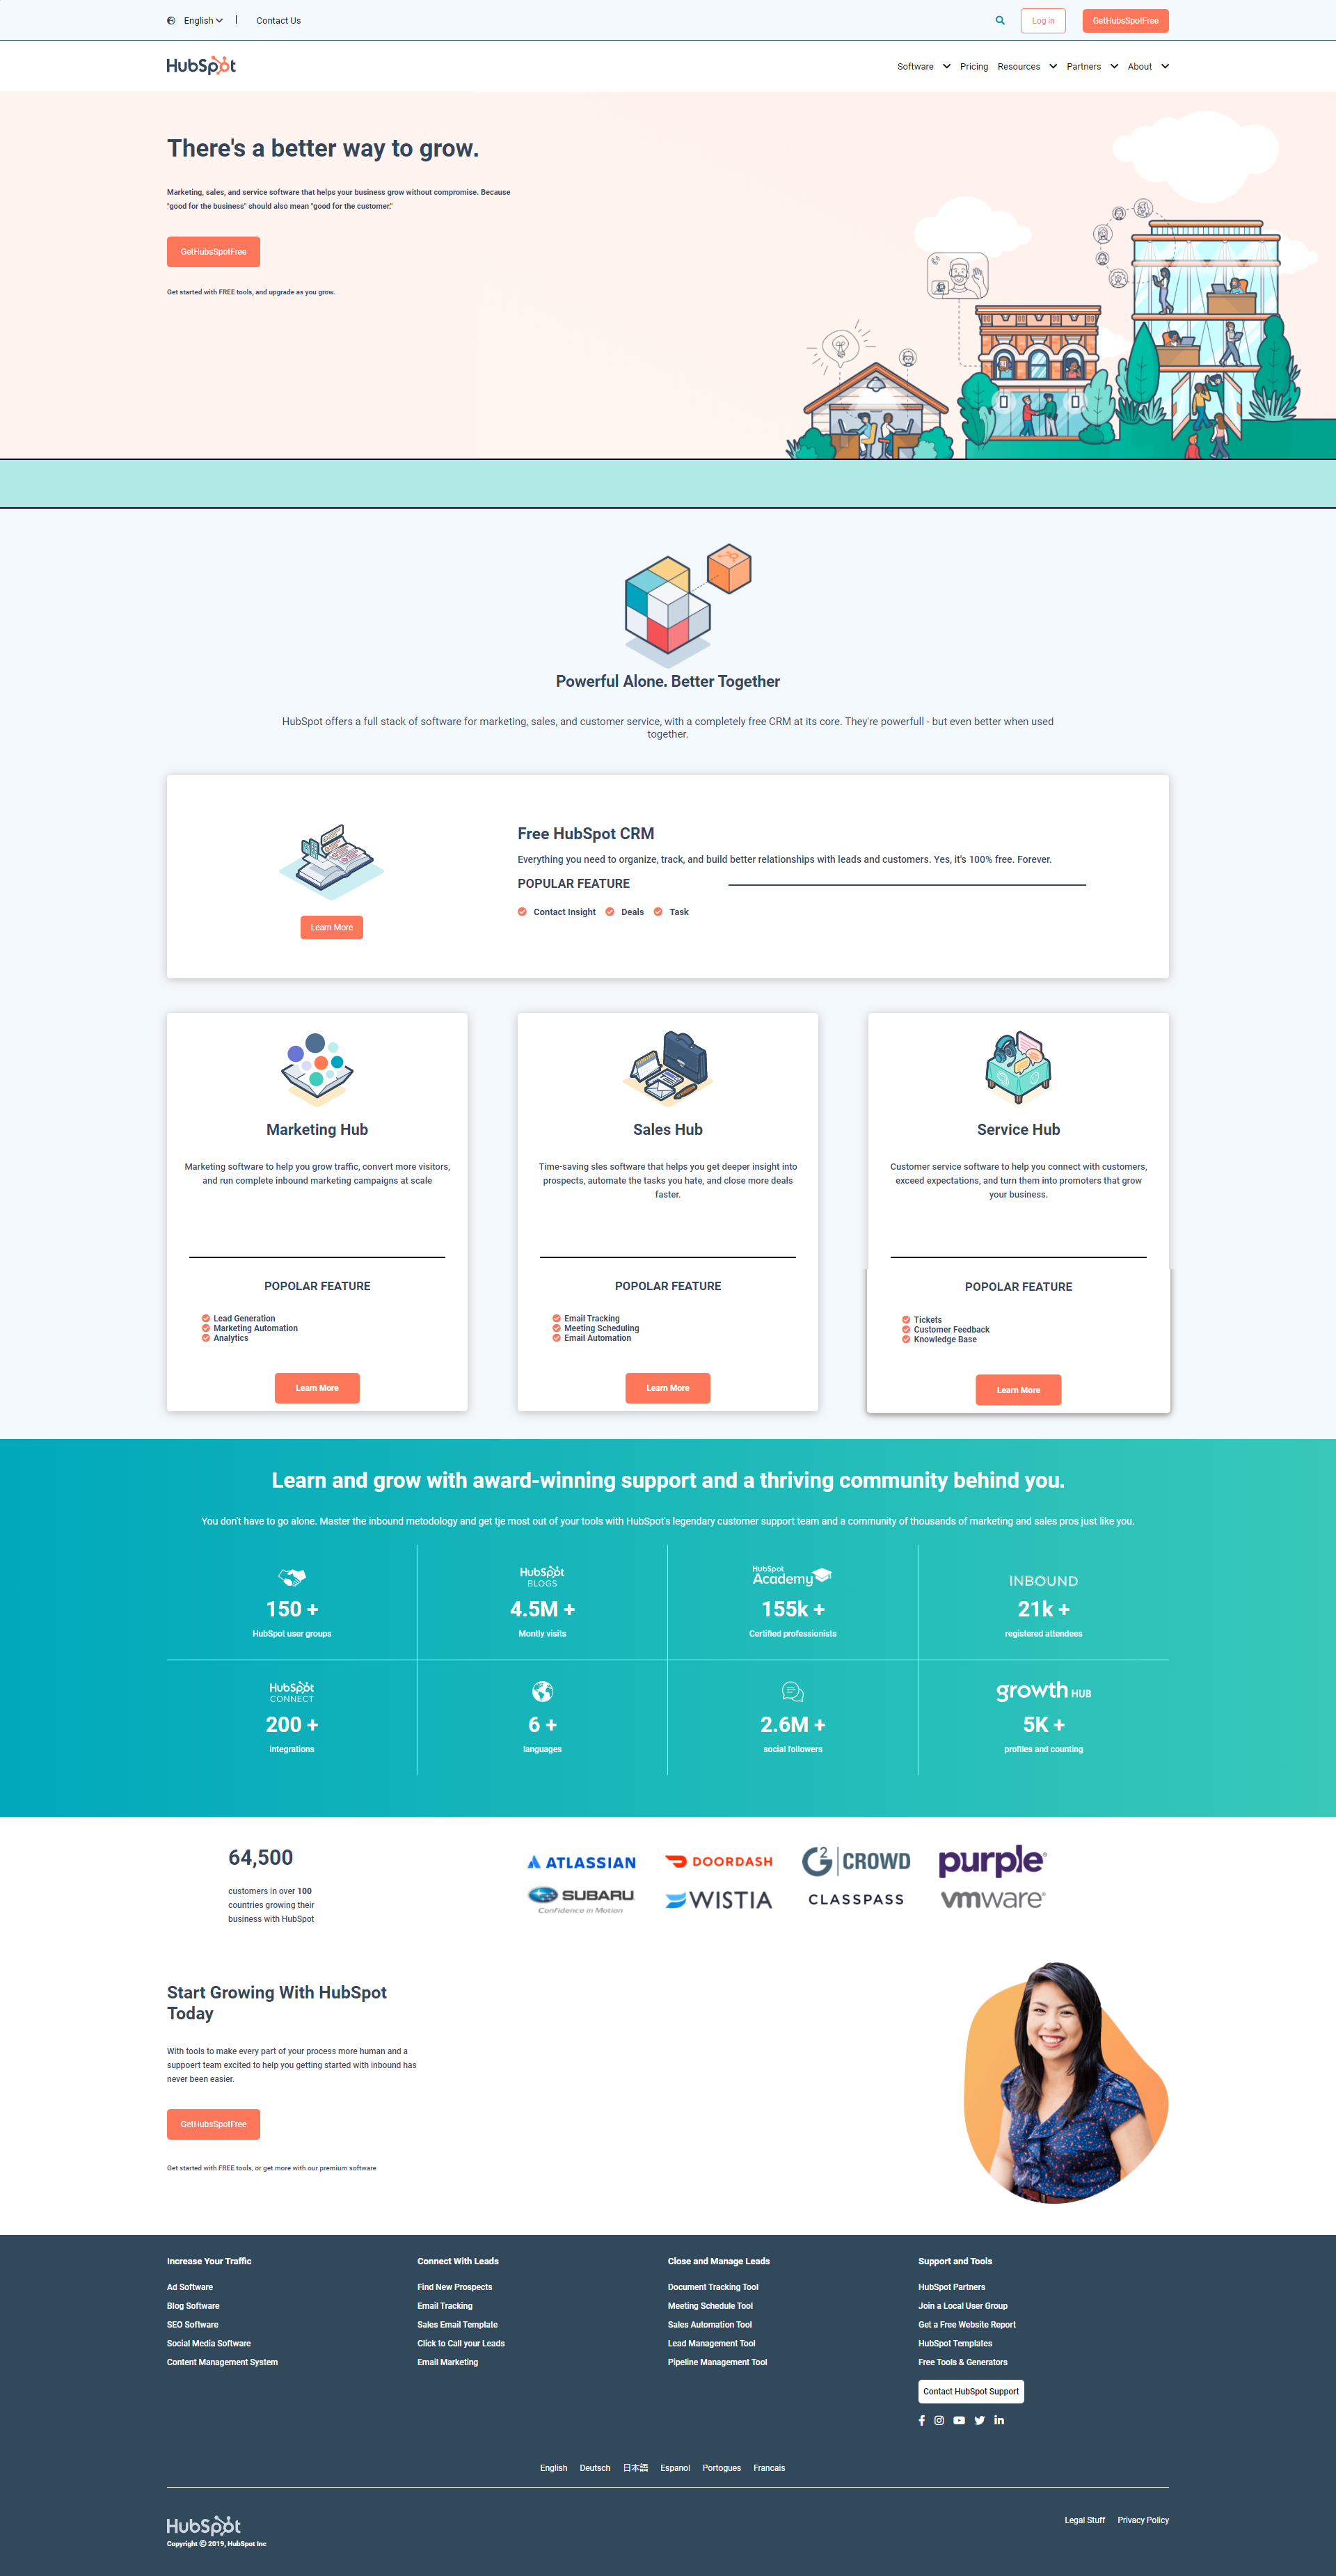 English
Contact Us
Log in
GetHubsSpotFree
HubSpot
Software
Pricing
Resources
Partners
About
There's a better way to grow.
Marketing, sales, and service software that helps your business grow without compromise. Because
"good for the business" should also mean "good for the customer."
GetHubsSpotFree
Get started with FREE tools, and upgrade as you grow.
Powerful Alone. Better Together
HubSpot offers a full stack of software for marketing, sales, and customer service, with a completely free CRM at its core. They're powerfull - but even better when used
together.
Free HubSpot CRM
Everything you need to organize, track, and build better relationships with leads and customers. Yes, it's 100% free. Forever.
POPULAR FEATURE
Contact Insight
Deals
Task
Learn More
Marketing Hub
Marketing software to help you grow traffic, convert more visitors,
and run complete inbound marketing campaigns at scale
POPOLAR FEATURE
Lead Generation
Marketing Automation
Analytics
Learn More
Sales Hub
Time-saving sles software that helps you get deeper insight into
prospects, automate the tasks you hate, and close more deals
faster.
POPOLAR FEATURE
Email Tracking
Meeting Scheduling
Email Automation
Learn More
Service Hub
Customer service software to help you connect with customers,
exceed expectations, and turn them into promoters that grow
your business.
POPOLAR FEATURE
Tickets
Customer Feedback
Knowledge Base
Learn More
Learn and grow with award-winning support and a thriving community behind you.
You don't have to go alone. Master the inbound metodology and get tje most out of your tools with HubSpot's legendary customer support team and a community of thousands of marketing and sales pros just like you.
150 +
HubSpot user groups
HubSpot
BLOGS
4.5M +
Montly visits
HubSpot
Academy
155k +
Certified professionists
INBOUND
21k +
registered attendees
HubSpot
CONNECT
200 +
integrations
6 +
languages
2.6M +
social followers
growth HUB
5K +
profiles and counting
64,500
customers in over 100
countries growing their
business with HubSpot
ATLASSIAN
DOORDASH
G2 CROWD
purple
SUBARU
Confidence in Motion
WISTIA
CLASSPASS
vmware
Start Growing With HubSpot
Today
With tools to make every part of your process more human and a
suppoert team excited to help you getting started with inbound has
never been easier.
GetHubsSpotFree
Get started with FREE tools, or get more with our premium software
Increase Your Traffic
Ad Software
Blog Software
SEO Software
Social Media Software
Content Management System
Connect With Leads
Find New Prospects
Email Tracking
Sales Email Template
Click to Call your Leads
Email Marketing
Close and Manage Leads
Document Tracking Tool
Meeting Schedule Tool
Sales Automation Tool
Lead Management Tool
Pipeline Management Tool
Support and Tools
HubSpot Partners
Join a Local User Group
Get a Free Website Report
HubSpot Templates
Free Tools & Generators
Contact HubSpot Support
English
Deutsch
日本語
Espanol
Portogues
Francais
HubSpot
Copyright © 2019, HubSpot Inc
Legal Stuff
Privacy Policy